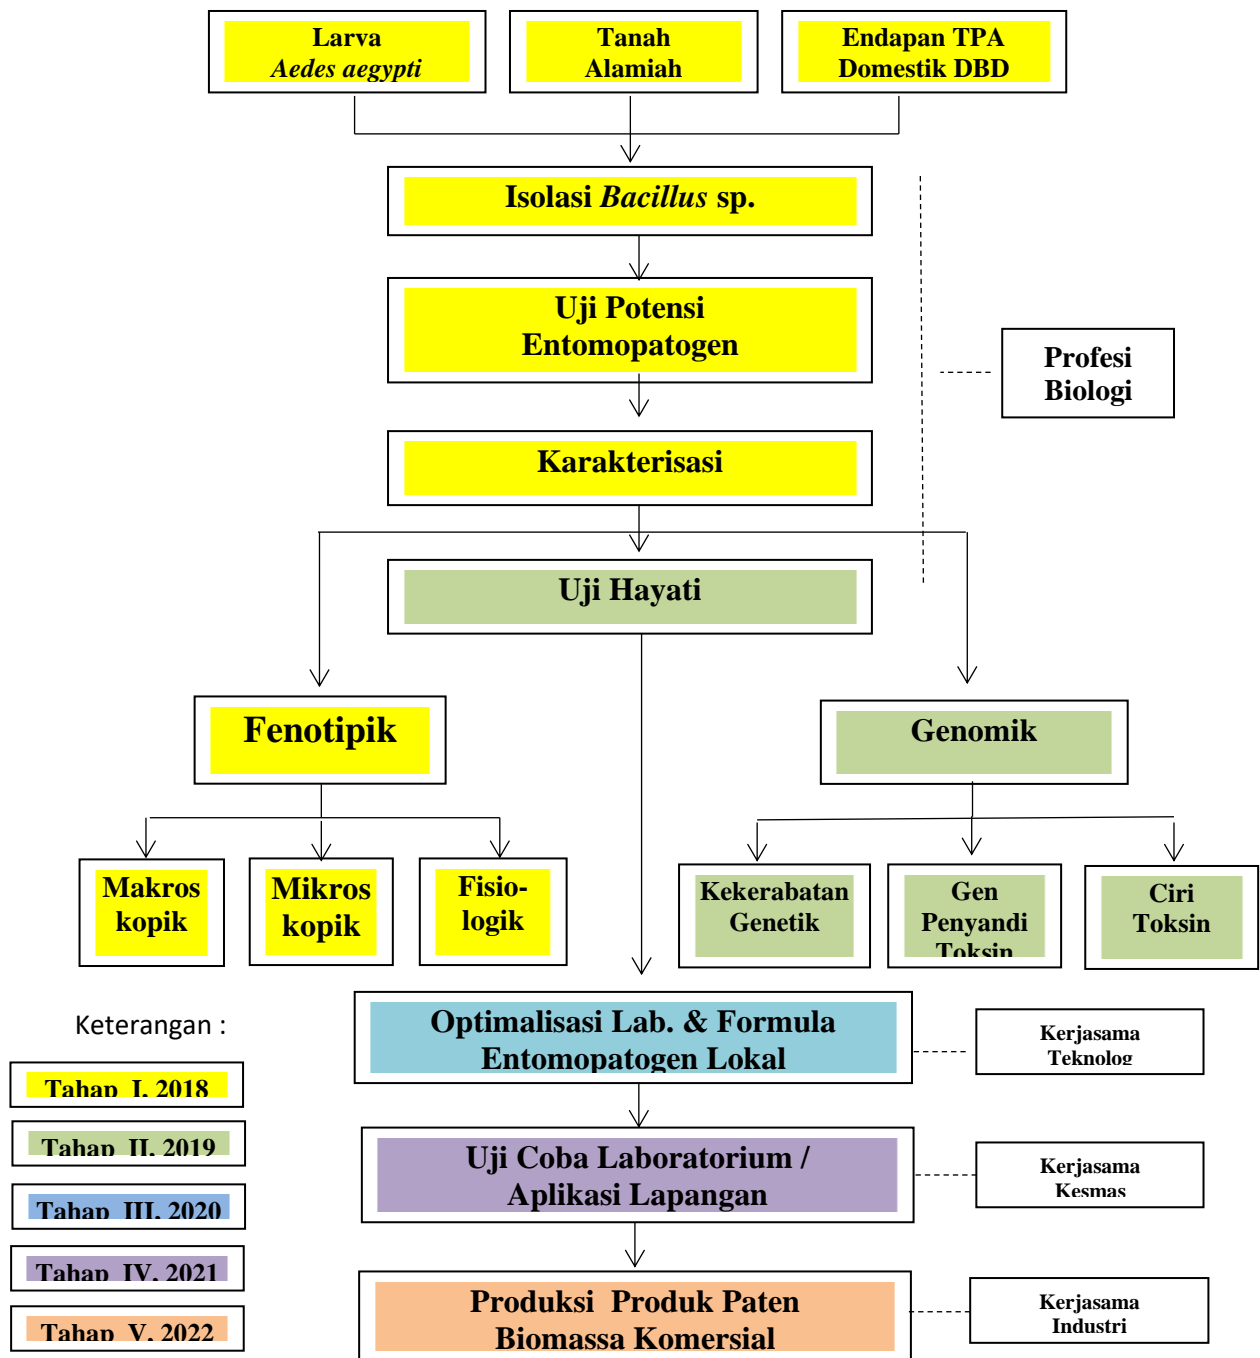 Larva
Aedes aegypti
Tanah
Alamiah
Endapan TPA
Domestik DBD
Isolasi Bacillus sp.
Uji Potensi
Entomopatogen
Profesi
Biologi
Karakterisasi
Uji Hayati
Fenotipik
Genomik
Makros
kopik
Mikros
kopik
Fisio-
logik
Kekerabatan
Genetik
Gen
Penyandi
Toksin
Ciri
Toksin
Keterangan :
Tahap I, 2018
Tahap II, 2019
Tahap III, 2020
Tahap IV, 2021
Tahap V, 2022
Optimalisasi Lab. & Formula
Entomopatogen Lokal
Kerjasama
Teknolog
Uji Coba Laboratorium /
Aplikasi Lapangan
Kerjasama
Kesmas
Produksi Produk Paten
Biomassa Komersial
Kerjasama
Industri